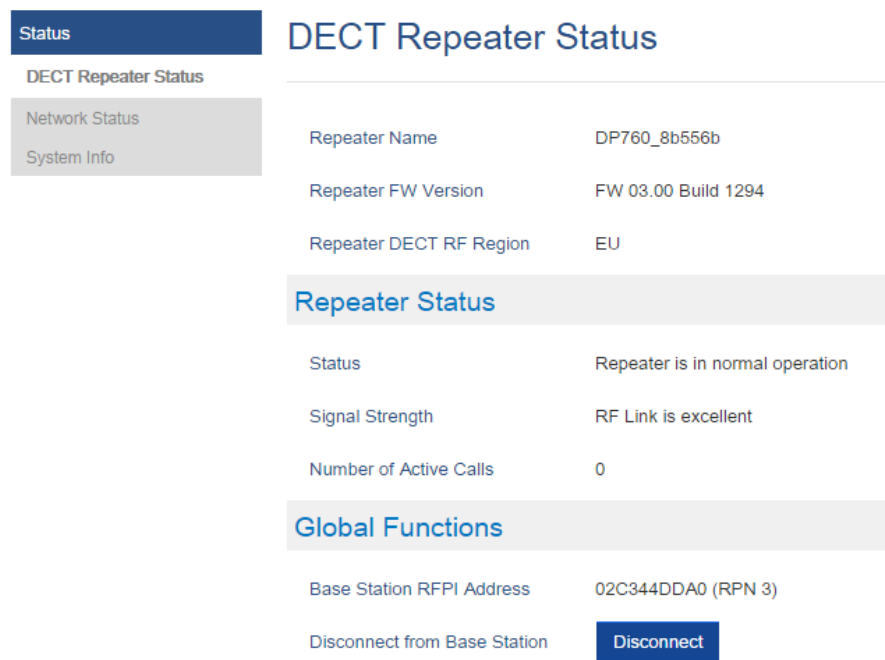 Status
DECT Repeater Status
Network Status
System Info
DECT Repeater Status
Repeater Name DP760_8b556b
Repeater FW Version FW 03.00 Build 1294
Repeater DECT RF Region EU
Repeater Status
Status Repeater is in normal operation
Signal Strength RF Link is excellent
Number of Active Calls 0
Global Functions
Base Station RFPI Address 02C344DDA0 (RPN 3)
Disconnect from Base Station Disconnect